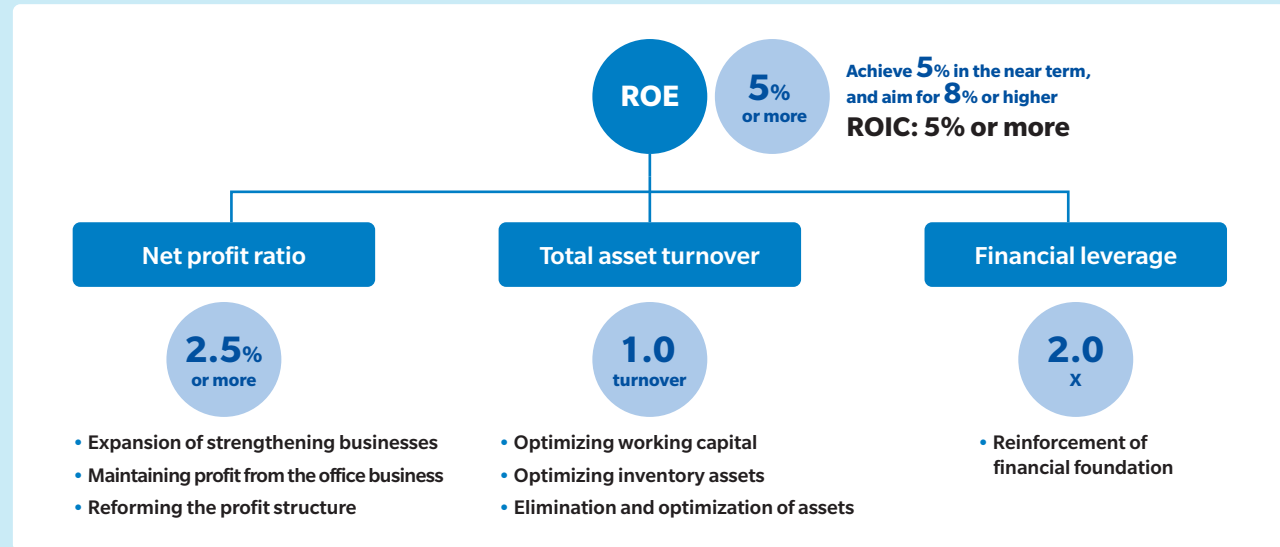 ROE
5%
or more
Achieve 5% in the near term,
and aim for 8% or higher
ROIC: 5% or more
Net profit ratio
2.5%
or more
• Expansion of strengthening businesses
• Maintaining profit from the office business
• Reforming the profit structure
Total asset turnover
1.0
turnover
• Optimizing working capital
• Optimizing inventory assets
• Elimination and optimization of assets
Financial leverage
2.0
X
• Reinforcement of
financial foundation